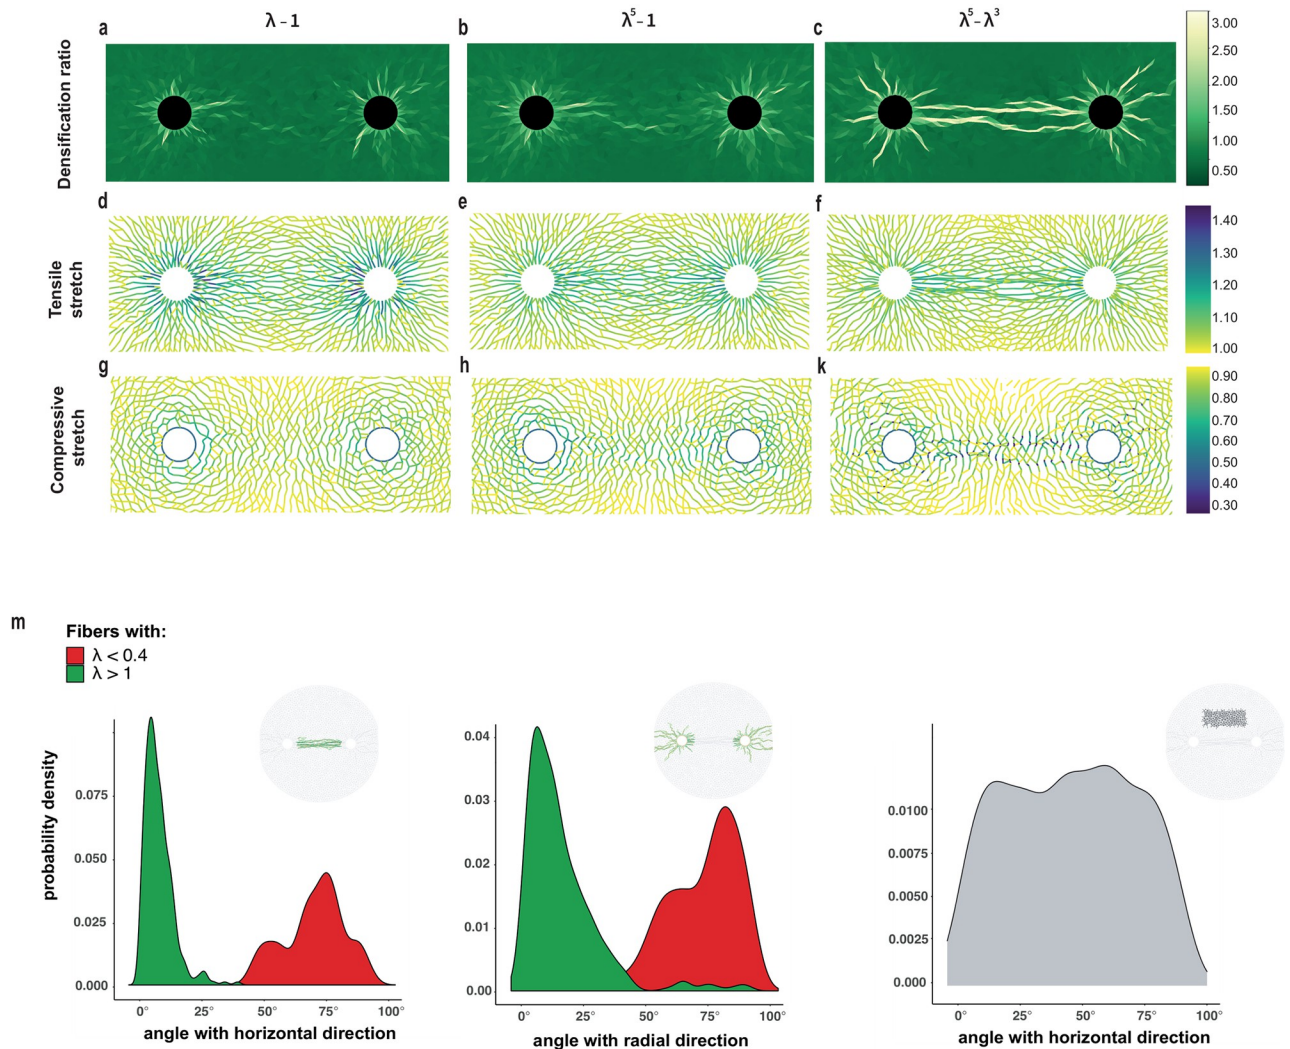 λ - 1
λ⁵- 1
λ⁵- λ³
a
b
c
Densification ratio
3.00
2.50
2.00
1.50
1.00
0.50
d
e
f
Tensile
stretch
1.40
1.30
1.20
1.10
1.00
g
h
k
Compressive
stretch
0.90
0.80
0.70
0.60
0.50
0.40
0.30
m
Fibers with:
λ < 0.4
λ > 1
probability density
0.075
0.050
0.025
0.000
0°
25°
50°
75°
100°
angle with horizontal direction
0.04
0.03
0.02
0.01
0.00
0°
25°
50°
75°
100°
angle with radial direction
0.0100
0.0075
0.0050
0.0025
0.000
0°
25°
50°
75°
100°
angle with horizontal direction